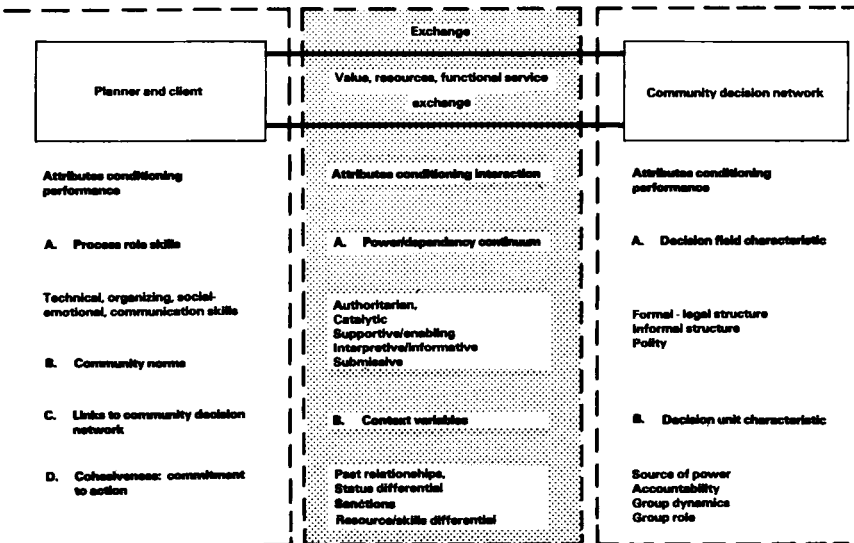 Planner and client
Attributes conditioning
performance
A. Process role skills
Technical, organizing, social-
emotional, communication skills
B. Community norms
C. Links to community decision
network
D. Cohesiveness: commitment
to action
Exchange
Value, resources, functional service
exchange
Attributes conditioning interaction
A. Power/dependency continuum
Authoritarian,
Catalytic
Supportive/enabling
Interpretive/informative
Submissive
B. Context variables
Past relationships,
Status differential
Sanctions
Resource/skills differential
Community decision network
Attributes conditioning
performance
A. Decision field characteristic
Formal - legal structure
Informal structure
Polity
B. Decision unit characteristic
Source of power
Accountability
Group dynamics
Group role